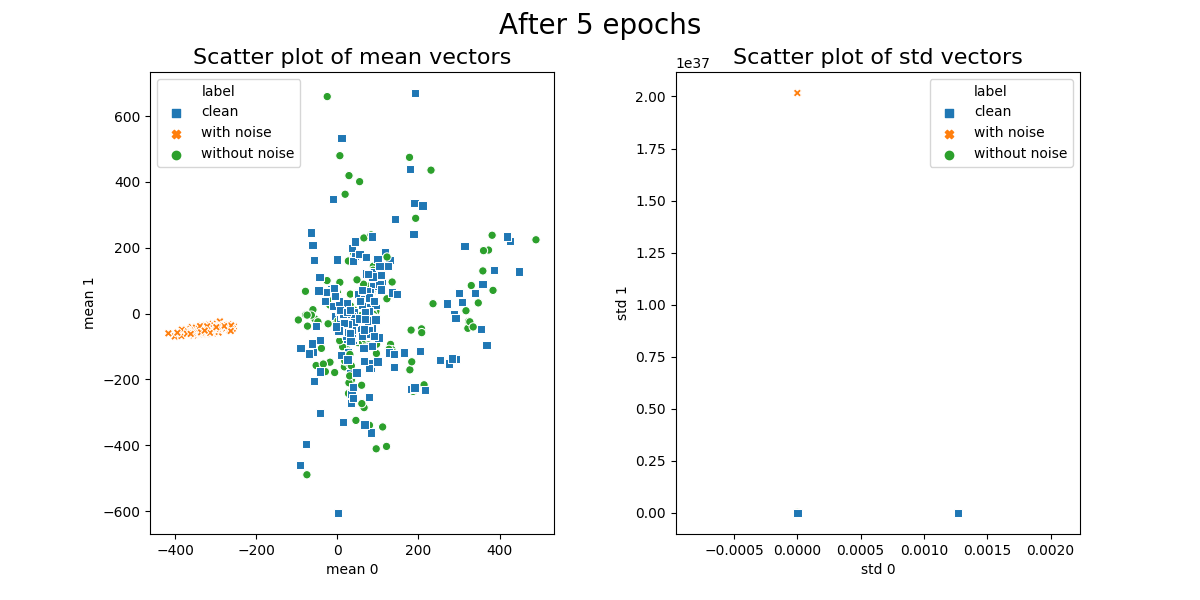 After 5 epochs
Scatter plot of mean vectors
label
clean
with noise
without noise
600
400
200
0
−200
−400
−600
mean 1
−400
−200
0
200
400
mean 0
Scatter plot of std vectors
1e37
label
clean
with noise
without noise
2.00
1.75
1.50
1.25
1.00
0.75
0.50
0.25
0.00
std 1
−0.0005
0.0000
0.0005
0.0010
0.0015
0.0020
std 0